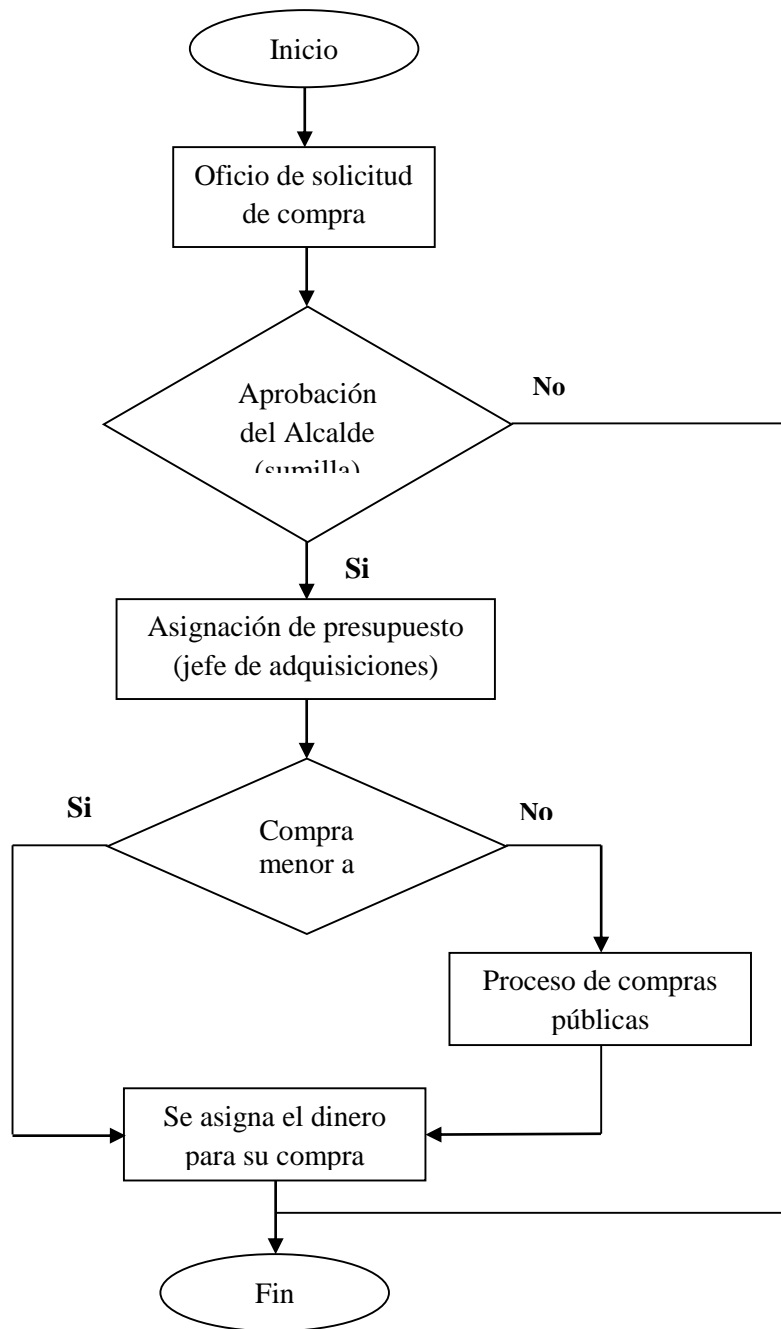 Inicio
Oficio de solicitud
de compra
Aprobación
del Alcalde
(sumilla)
No
Si
Asignación de presupuesto
(jefe de adquisiciones)
Si
Compra
menor a
No
Proceso de compras
públicas
Se asigna el dinero
para su compra
Fin